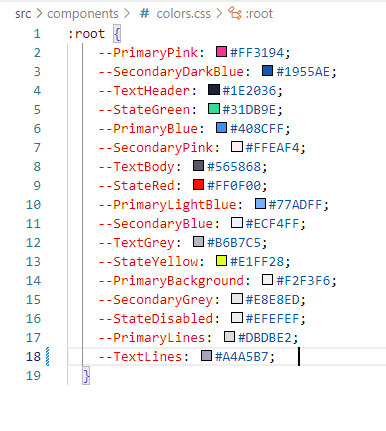 src > components > colors.css > :root
1 :root {
2 --PrimaryPink: #FF3194;
3 --SecondaryDarkBlue: #1955AE;
4 --TextHeader: #1E2036;
5 --StateGreen: #31DB9E;
6 --PrimaryBlue: #408CFF;
7 --SecondaryPink: #FFEAF4;
8 --TextBody: #565868;
9 --StateRed: #FF0F00;
10 --PrimaryLightBlue: #77ADFF;
11 --SecondaryBlue: #ECF4FF;
12 --TextGrey: #B6B7C5;
13 --StateYellow: #E1FF28;
14 --PrimaryBackground: #F2F3F6;
15 --SecondaryGrey: #E8E8ED;
16 --StateDisabled: #EFEFEF;
17 --PrimaryLines: #DBDBE2;
18 --TextLines: #A4A5B7;
19 }